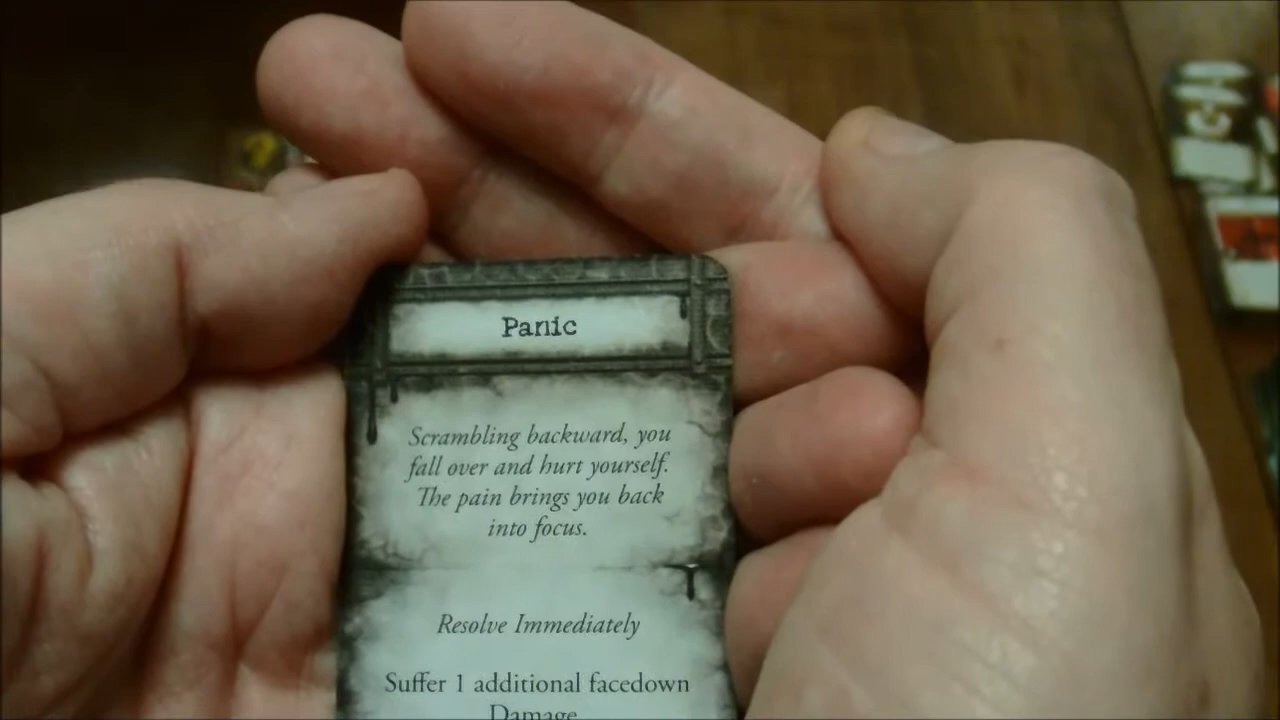 Panic
Scrambling backward, you
fall over and hurt yourself.
The pain brings you back
into focus.
Resolve Immediately
Suffer 1 additional facedown
Damage